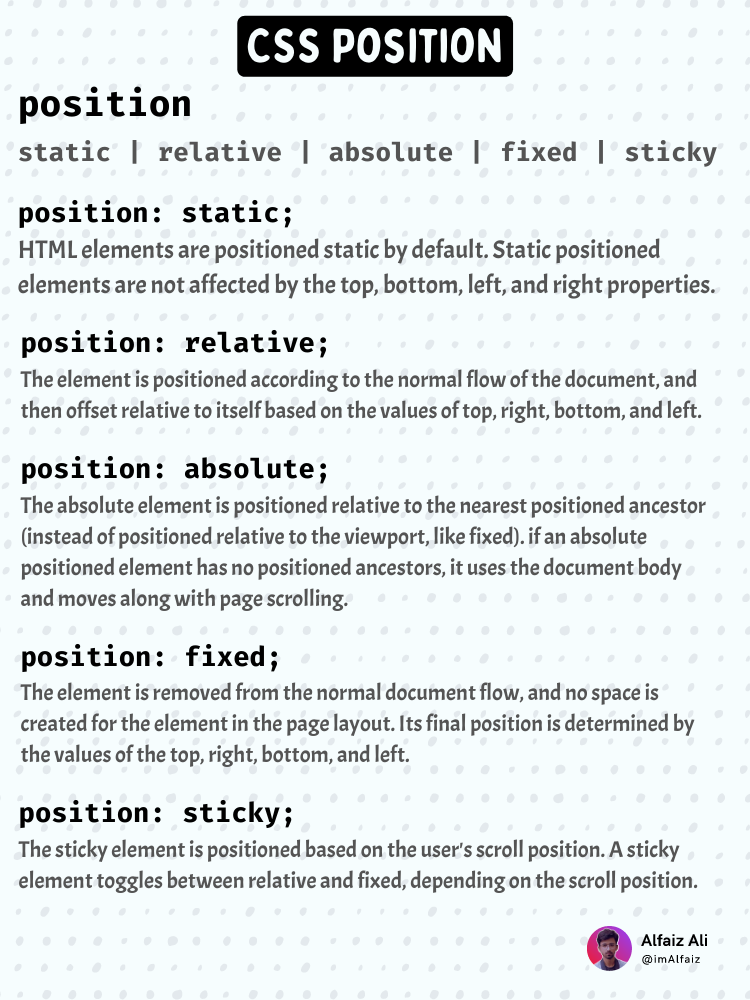 CSS POSITION
position
static | relative | absolute | fixed | sticky
position: static;
HTML elements are positioned static by default. Static positioned
elements are not affected by the top, bottom, left, and right properties.
position: relative;
The element is positioned according to the normal flow of the document, and
then offset relative to itself based on the values of top, right, bottom, and left.
position: absolute;
The absolute element is positioned relative to the nearest positioned ancestor
(instead of positioned relative to the viewport, like fixed). if an absolute
positioned element has no positioned ancestors, it uses the document body
and moves along with page scrolling.
position: fixed;
The element is removed from the normal document flow, and no space is
created for the element in the page layout. Its final position is determined by
the values of the top, right, bottom, and left.
position: sticky;
The sticky element is positioned based on the user's scroll position. A sticky
element toggles between relative and fixed, depending on the scroll position.
Alfaiz Ali
@imAlfaiz